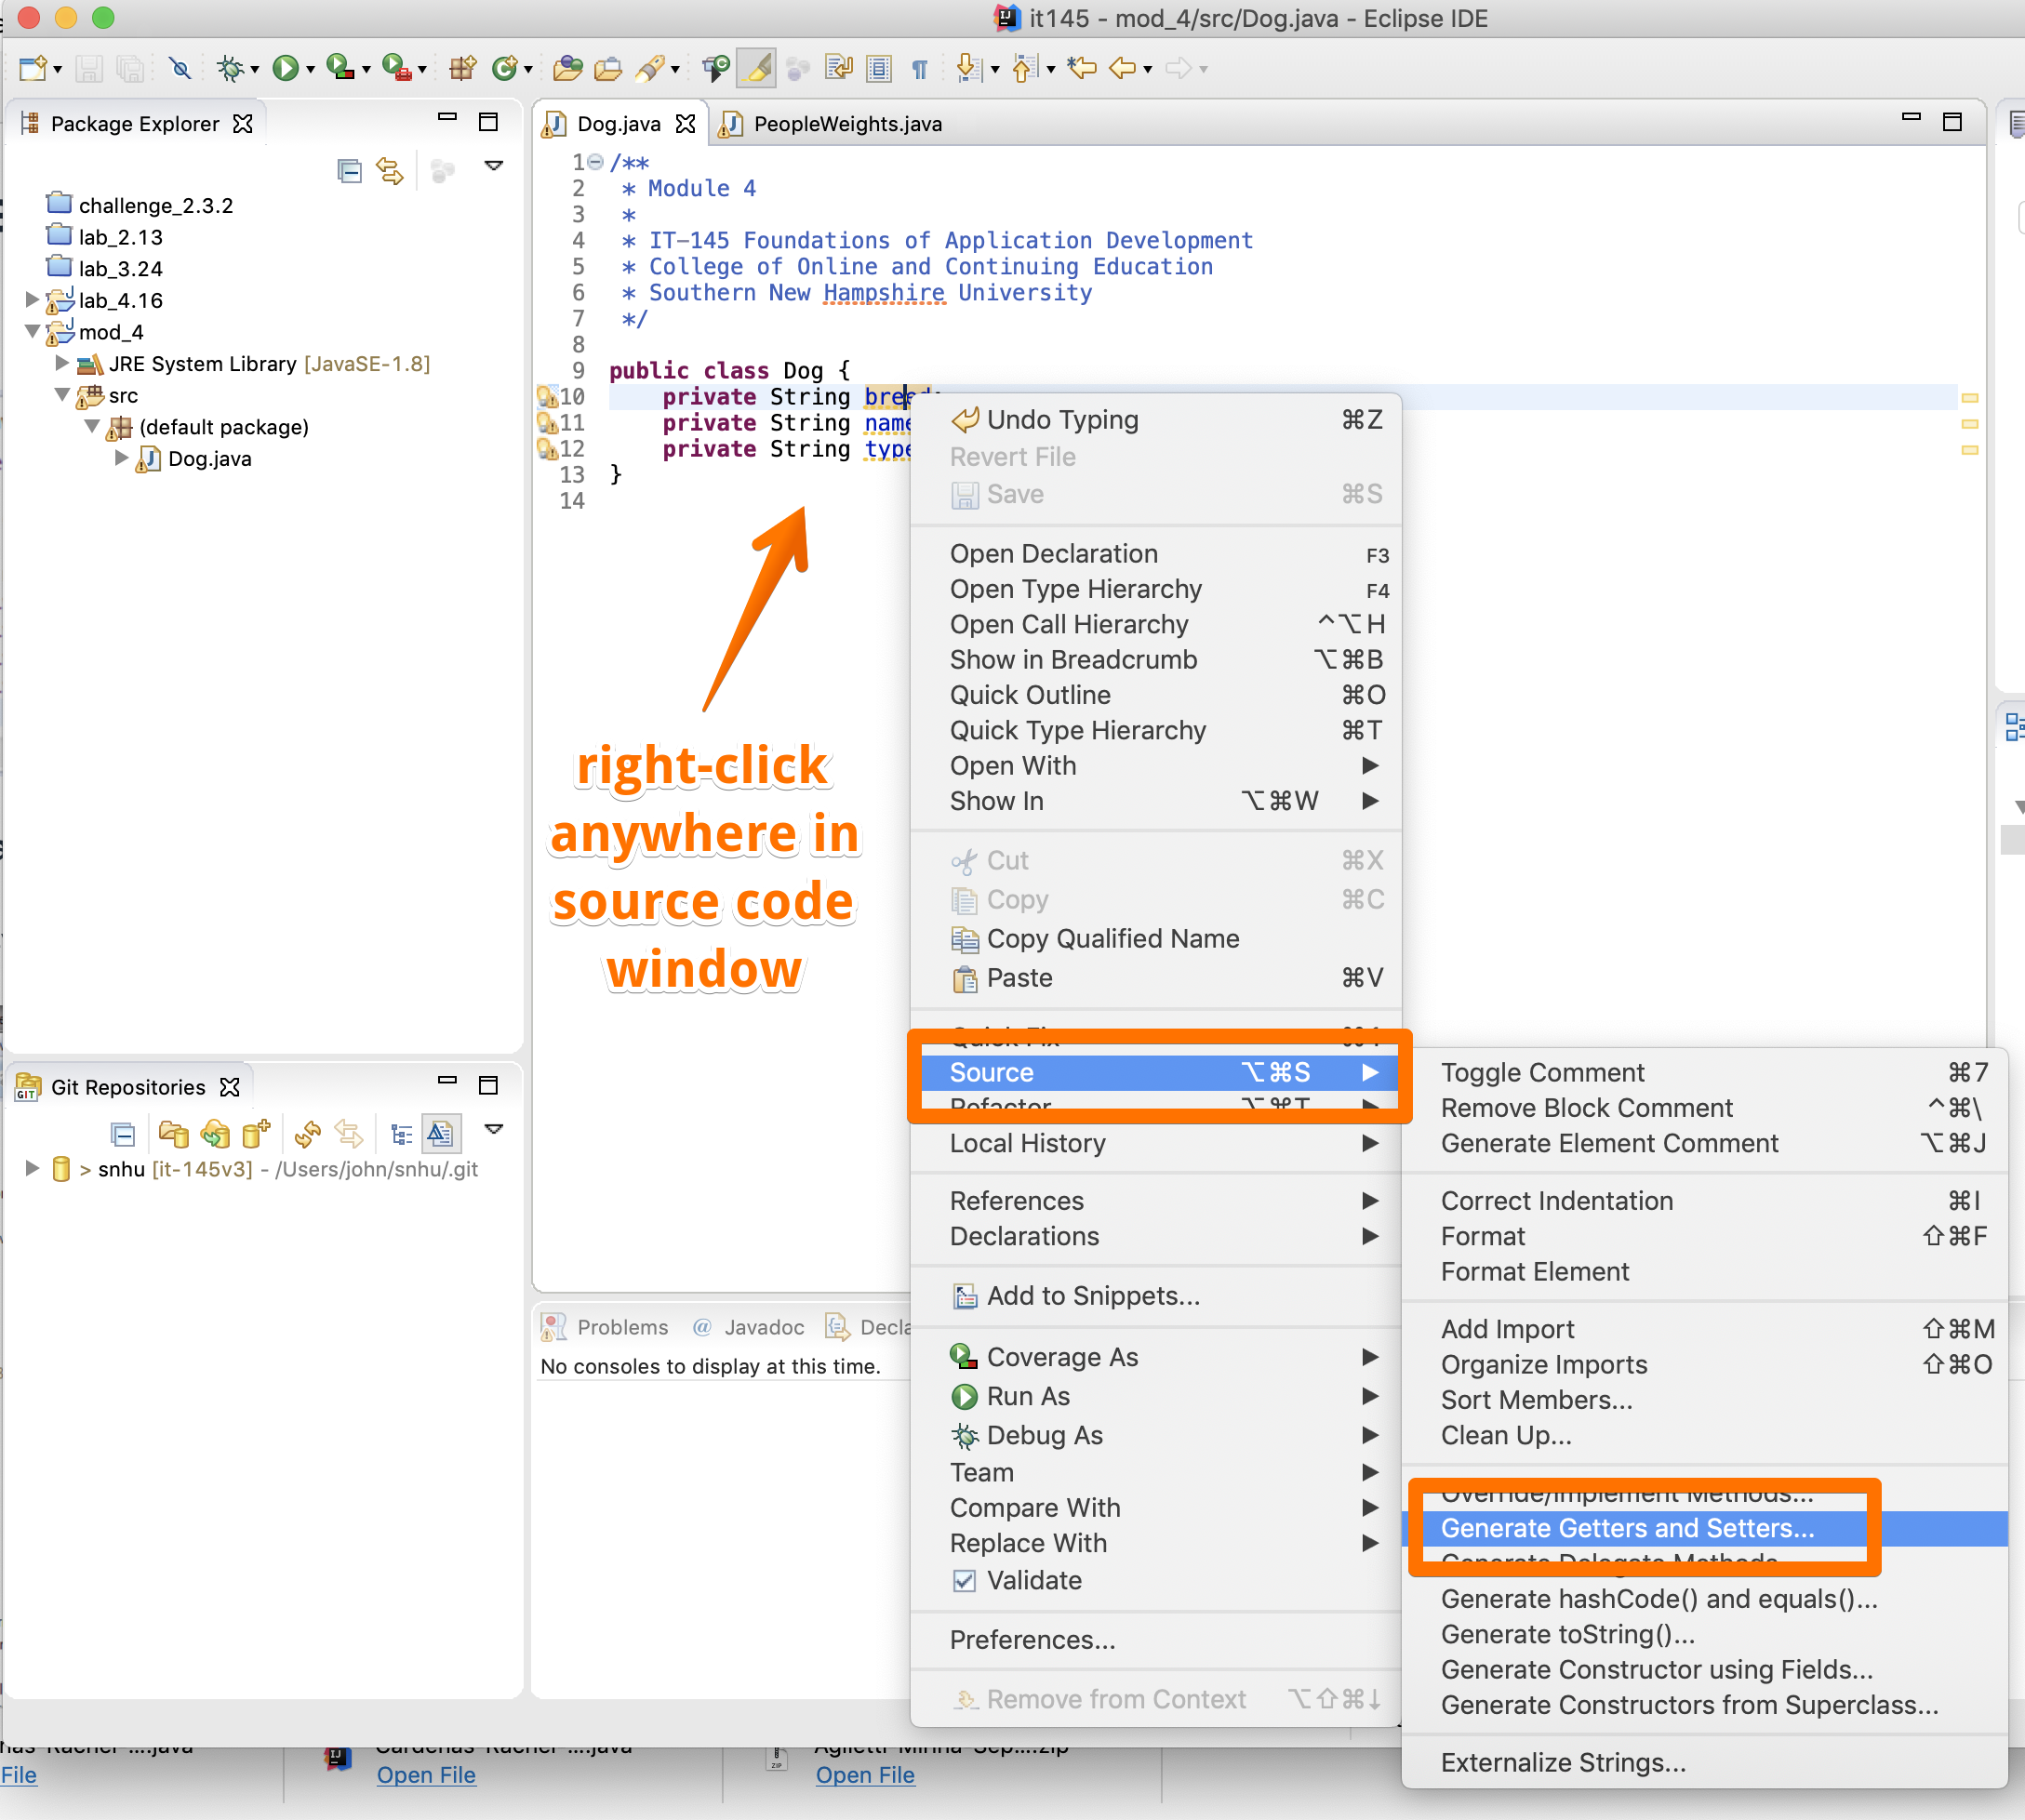 it145 - mod_4/src/Dog.java - Eclipse IDE
Package Explorer
challenge_2.3.2
lab_2.13
lab_3.24
lab_4.16
mod_4
JRE System Library [JavaSE-1.8]
src
(default package)
Dog.java
Git Repositories
GIT
> snhu [it-145v3] - /Users/john/snhu/.git
Dog.java
PeopleWeights.java
1 /**
2 * Module 4
3 *
4 * IT-145 Foundations of Application Development
5 * College of Online and Continuing Education
6 * Southern New Hampshire University
7 */
8
9 public class Dog {
10 private String breed;
11 private String name
12 private String type
13 }
14
right-click
anywhere in
source code
window
Undo Typing ⌘Z
Revert File
Save ⌘S
Open Declaration F3
Open Type Hierarchy F4
Open Call Hierarchy ^⌥H
Show in Breadcrumb ⌥⌘B
Quick Outline ⌘O
Quick Type Hierarchy ⌘T
Open With
Show In ⌥⌘W
Cut ⌘X
Copy ⌘C
Copy Qualified Name
Paste ⌘V
Quick Fix ⌘1
Source ⌥⌘S
Refactor ⌥⌘T
Local History
References
Declarations
Add to Snippets...
Coverage As
Run As
Debug As
Team
Compare With
Replace With
Validate
Preferences...
Remove from Context ⌥⇧⌘↓
Toggle Comment ⌘7
Remove Block Comment ^⌘\
Generate Element Comment ⌥⌘J
Correct Indentation ⌘I
Format ⇧⌘F
Format Element
Add Import ⇧⌘M
Organize Imports ⇧⌘O
Sort Members...
Clean Up...
Override/Implement Methods...
Generate Getters and Setters...
Generate Delegate Methods...
Generate hashCode() and equals()...
Generate toString()...
Generate Constructor using Fields...
Generate Constructors from Superclass...
Externalize Strings...
Problems
@ Javadoc
Decla
No consoles to display at this time.
File
Open File
Open File